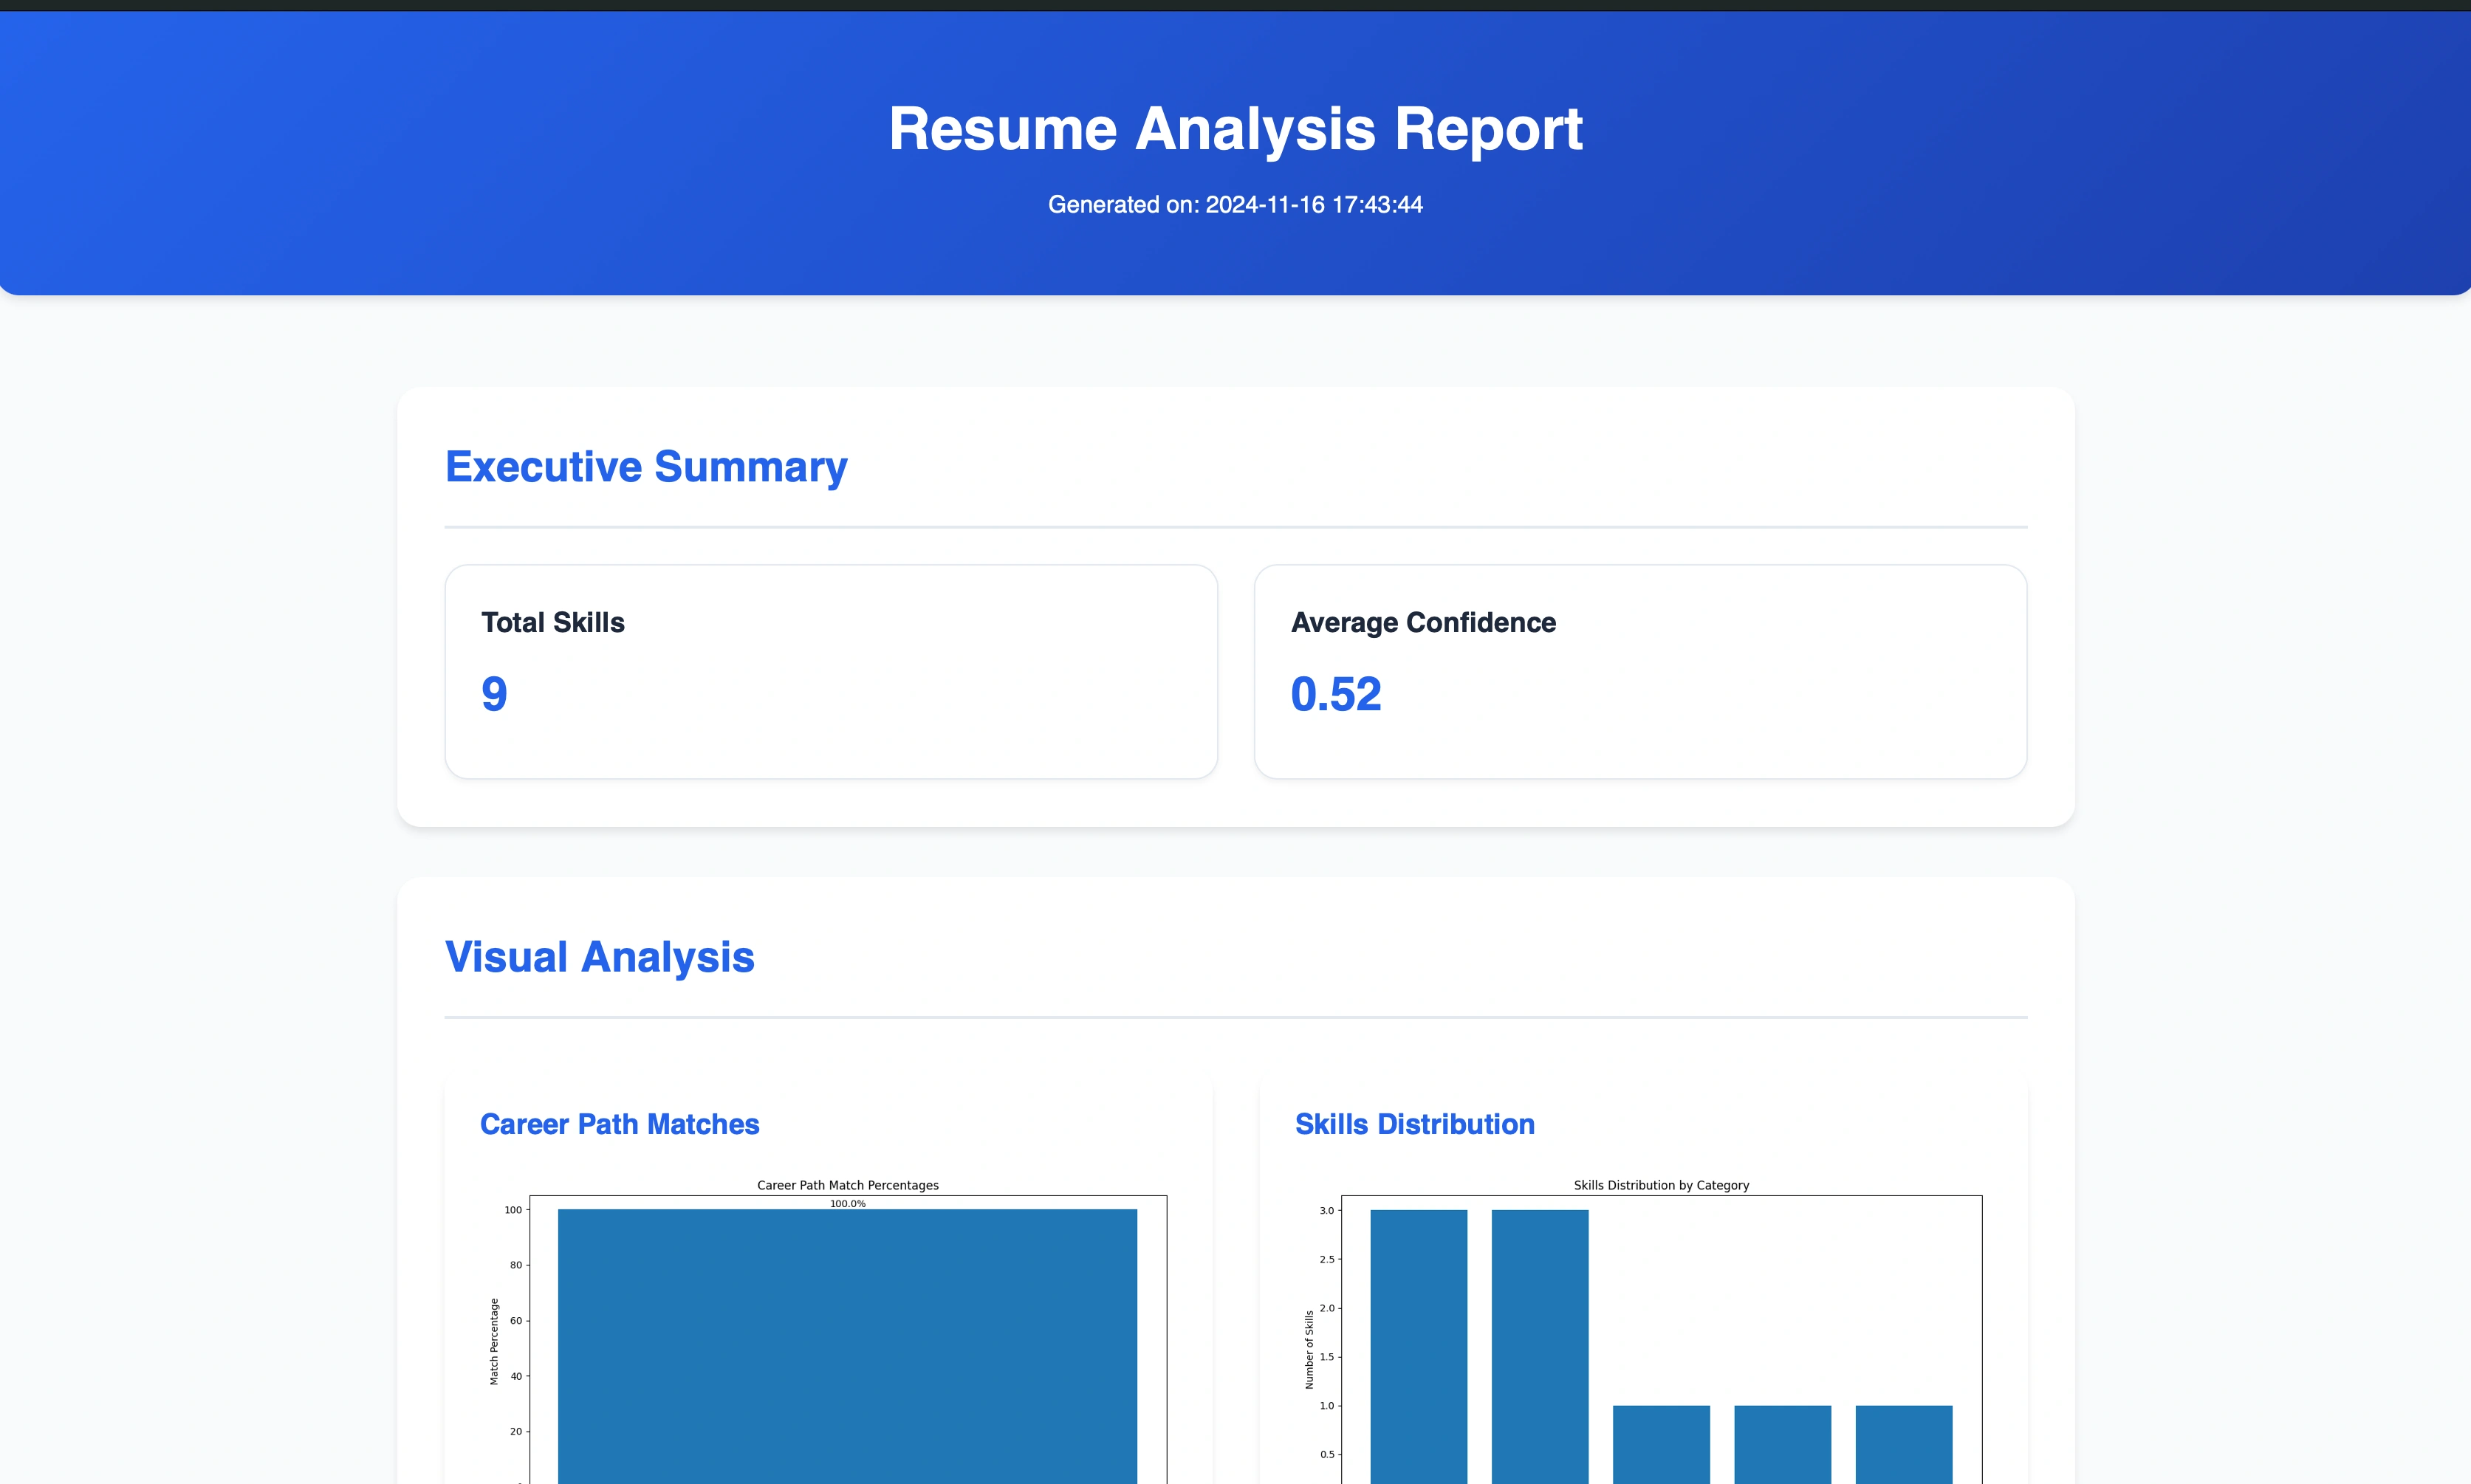 Resume Analysis Report
Generated on: 2024-11-16 17:43:44
Executive Summary
Total Skills
9
Average Confidence
0.52
Visual Analysis
Career Path Matches
Career Path Match Percentages
100.0%
100
80
60
40
20
Match Percentage
Skills Distribution
Skills Distribution by Category
3.0
2.5
2.0
1.5
1.0
0.5
Number of Skills